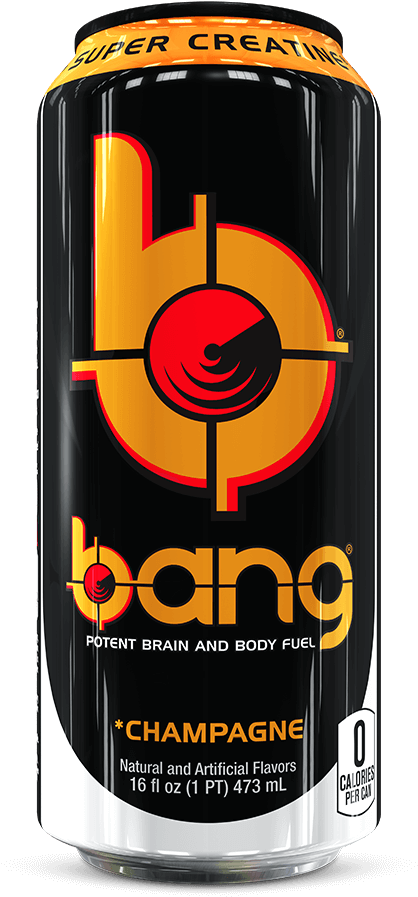 SUPER CREATINE
®
bang®
POTENT BRAIN AND BODY FUEL
*CHAMPAGNE
Natural and Artificial Flavors
16 fl oz (1 PT) 473 mL
0
CALORIES
PER CAN